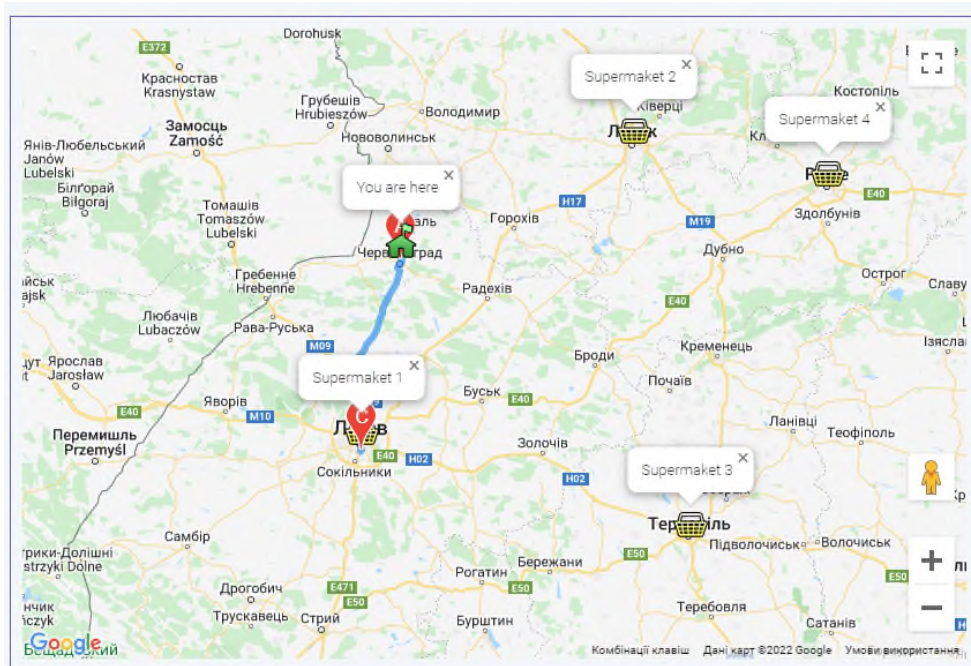 Dorohusk
E372
Красностав
Krasnystaw
Supermaket 2
Ківерці
Костопіль
Грубешів
Hrubieszów
Володимир
Supermaket 4
Замосць
Zamość
Нововолинськ
Янів-Любельський
Janów
Lubelski
Білгорай
Biłgoraj
You are here
E40
H17
Здолбунів
Томашів
Tomaszów
Lubelski
Горохів
M19
Дубно
Гребенне
Hrebenne
Радехів
Острог
Славу
E40
Любачів
Lubaczów
Рава-Руська
M09
Кременець
Ярослав
Jarosław
Supermaket 1
Броди
Почаїв
Яворів
Буськ
E40
M10
E40
Ланівці
Теофіполь
Перемишль
Przemyśl
C
E40
H02
Золочів
Сокільники
H02
Supermaket 3
Самбір
Підволочиськ
Волочиськ
E50
Бережани
Рогатин
E50
E50
Дрогобич
E471
E50
Трускавець
Стрий
Бурштин
Теребовля
Сатанів
Google
Комбінації клавіш
Дані карт ©2022 Google
Умови використання